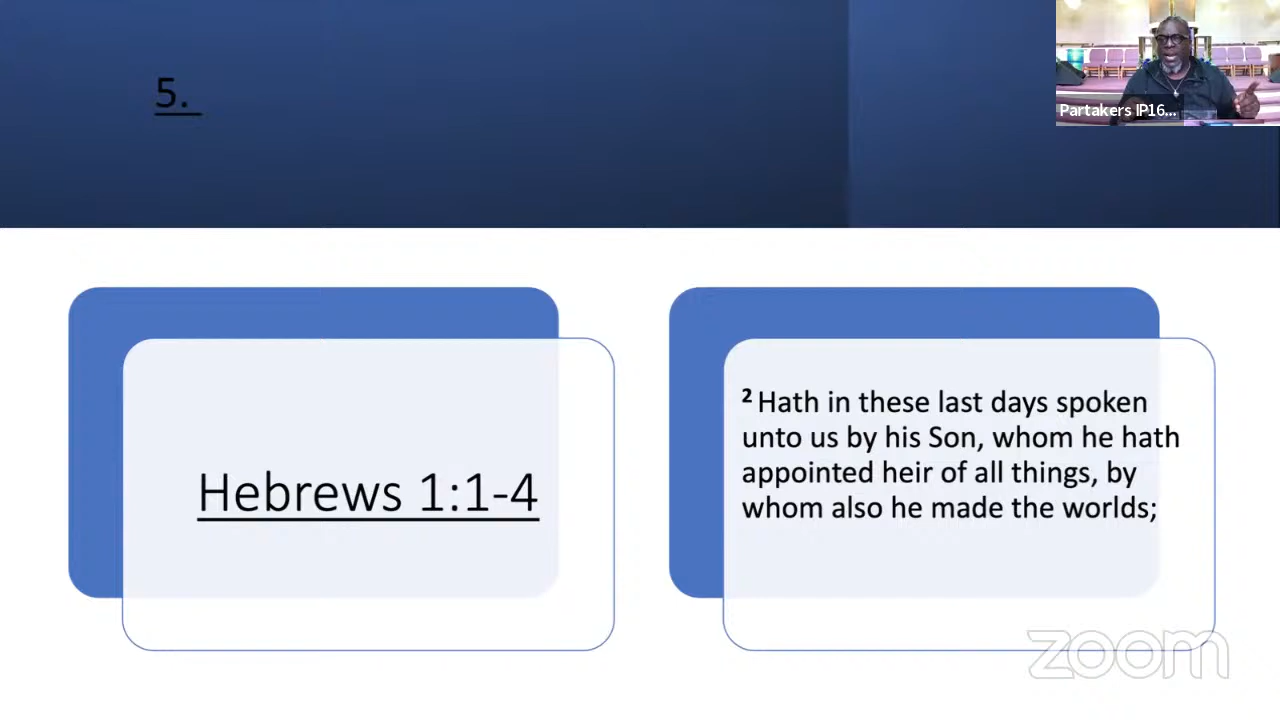 5.
Partakers IP16...
Hebrews 1:1-4
2 Hath in these last days spoken
unto us by his Son, whom he hath
appointed heir of all things, by
whom also he made the worlds;
zoom